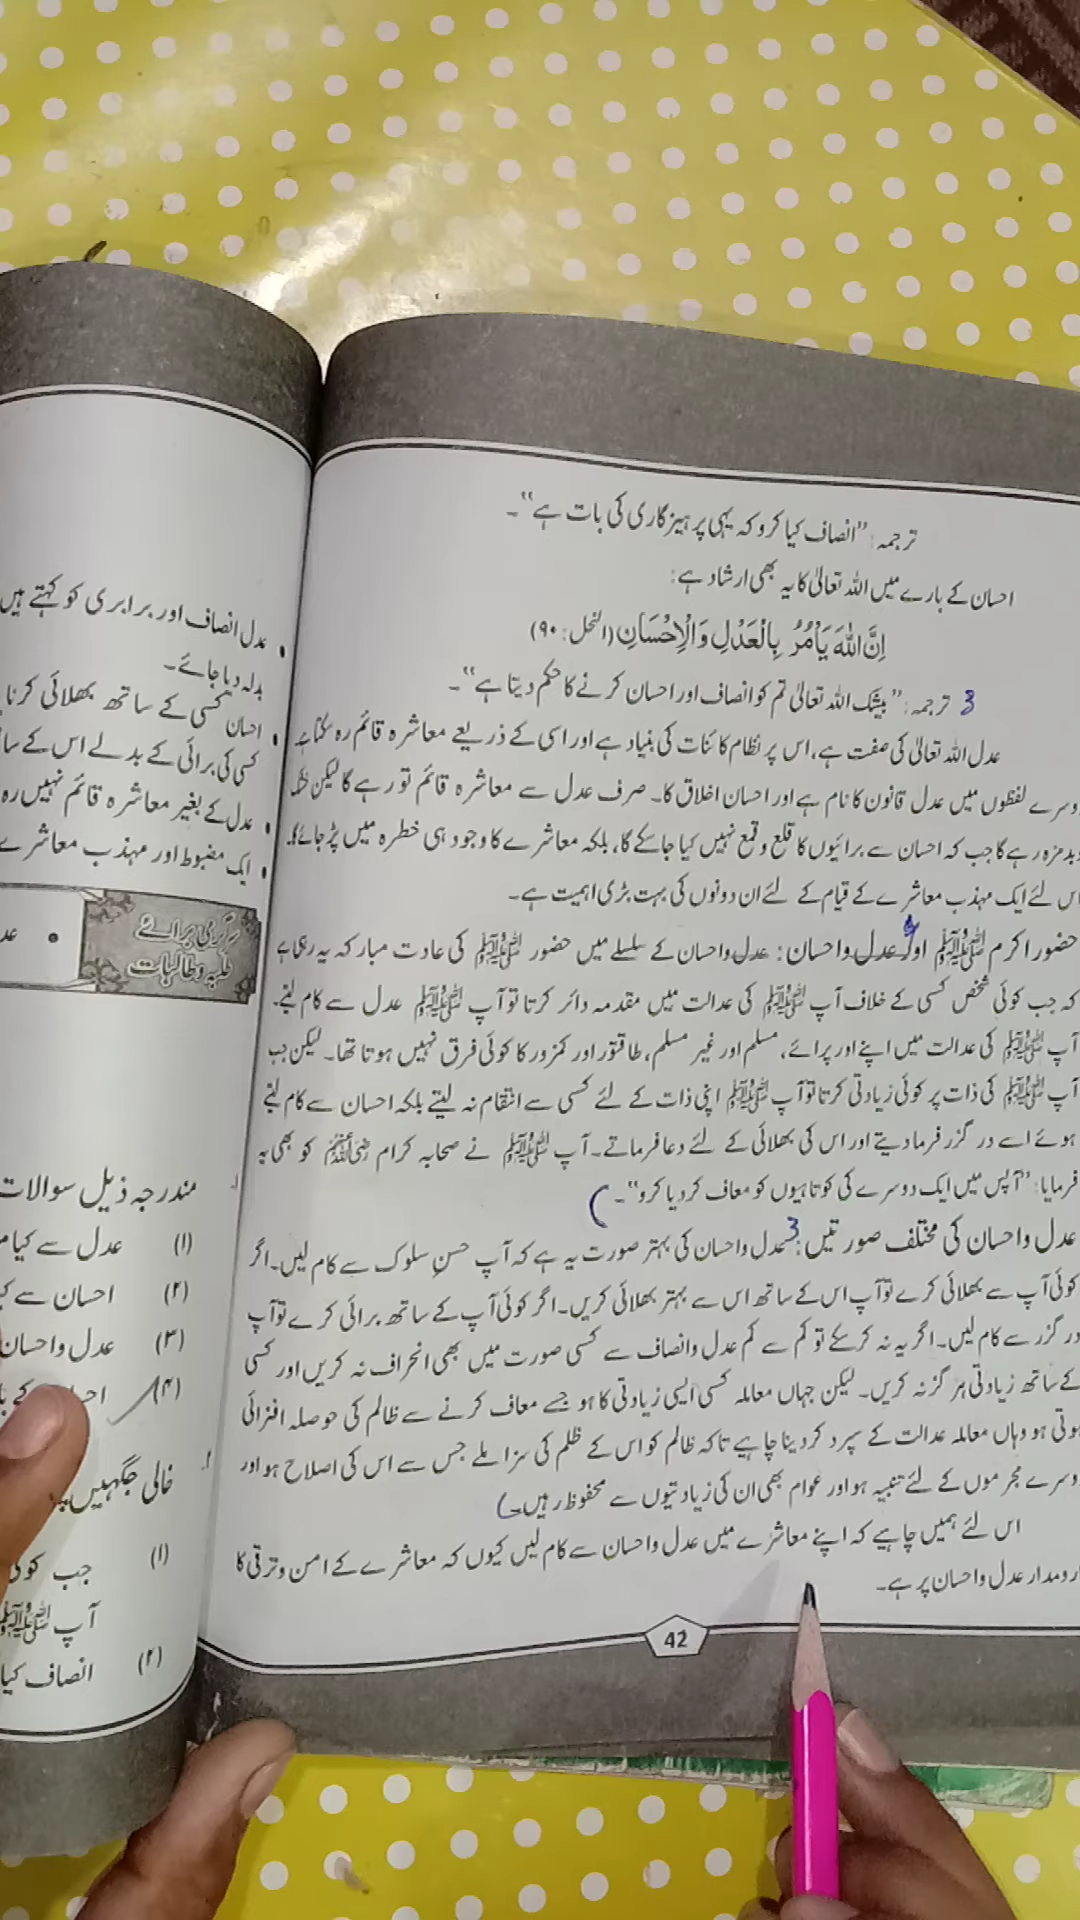 ترجمہ: "انصاف کیا کرو کہ یہی پرہیزگاری کی بات ہے"۔
احسان کے بارے میں اللہ تعالیٰ کا یہ بھی ارشاد ہے:
اِنَّ اللّٰہَ یَاْمُرُ بِالْعَدْلِ وَالْاِحْسَانِ (النحل: ۹۰)
3 ترجمہ: "بیشک اللہ تعالیٰ تم کو انصاف اور احسان کرنے کا حکم دیتا ہے"۔
عدل اللہ تعالیٰ کی صفت ہے، اس پر نظام کائنات کی بنیاد ہے اور اسی کے ذریعے معاشرہ قائم رہ سکتا ہے
دوسرے لفظوں میں عدل قانون کا نام ہے اور احسان اخلاق کا۔ صرف عدل سے معاشرہ قائم تو رہے گا لیکن خشک
وبدمزہ رہے گا جب کہ احسان سے برائیوں کا قلع و قمع نہیں کیا جا سکے گا، بلکہ معاشرے کا وجود ہی خطرہ میں پڑ جائے گا۔
اس لئے ایک مہذب معاشرے کے قیام کے لئے ان دونوں کی بہت بڑی اہمیت ہے۔
حضور اکرم ﷺ اور عدل و احسان: عدل و احسان کے سلسلے میں حضور ﷺ کی عادت مبارکہ یہ رہی ہے
کہ جب کوئی شخص کسی کے خلاف آپ ﷺ کی عدالت میں مقدمہ دائر کرتا تو آپ ﷺ عدل سے کام لیتے۔
آپ ﷺ کی عدالت میں اپنے اور پرائے، مسلم اور غیر مسلم، طاقتور اور کمزور کا کوئی فرق نہیں ہوتا تھا۔ لیکن جب
آپ ﷺ کی ذات پر کوئی زیادتی کرتا تو آپ ﷺ اپنی ذات کے لئے کسی سے انتقام نہ لیتے بلکہ احسان سے کام لیتے
ہوئے اسے درگزر فرما دیتے اور اس کی بھلائی کے لئے دعا فرماتے۔ آپ ﷺ نے صحابہ کرام رضی اللہ عنہم کو بھی یہ
فرمایا: "آپس میں ایک دوسرے کی کوتاہیوں کو معاف کر دیا کرو"۔
عدل و احسان کی مختلف صورتیں: 3 عدل و احسان کی بہتر صورت یہ ہے کہ آپ حسنِ سلوک سے کام لیں۔ اگر
کوئی آپ سے بھلائی کرے تو آپ اس کے ساتھ اس سے بہتر بھلائی کریں۔ اگر کوئی آپ کے ساتھ برائی کرے تو آپ
درگزر سے کام لیں۔ اگر یہ نہ کر سکے تو کم سے کم عدل وانصاف سے کسی صورت میں بھی انحراف نہ کریں اور کسی
کے ساتھ زیادتی ہرگز نہ کریں۔ لیکن جہاں معاملہ کسی ایسی زیادتی کا ہو جسے معاف کرنے سے ظالم کی حوصلہ افزائی
ہوتی ہو وہاں معاملہ عدالت کے سپرد کر دینا چاہیے تاکہ ظالم کو اس کے ظلم کی سزا ملے جس سے اس کی اصلاح ہو اور
دوسرے مجرموں کے لئے تنبیہ ہو اور عوام بھی ان کی زیادتیوں سے محفوظ رہیں۔
اس لئے ہمیں چاہیے کہ اپنے معاشرے میں عدل و احسان سے کام لیں کیوں کہ معاشرے کے امن و ترقی کا
دارومدار عدل و احسان پر ہے۔
42
• عدل انصاف اور برابری کو کہتے ہیں
بدلہ دیا جائے۔
• احسان کسی کے ساتھ بھلائی کرنا
کسی کی برائی کے بدلے اس کے
• عدل کے بغیر معاشرہ قائم نہیں رہ
• ایک مضبوط اور مہذب معاشرے
سرگرمی برائے
طلبہ و طالبات
•
مندرجہ ذیل سوالات
(۱) عدل سے کیا
(۲) احسان سے
(۳) عدل و احسان
(۴)
۲. خالی جگہیں
(۱) جب کوئی
آپ ﷺ
(۲) انصاف کیا